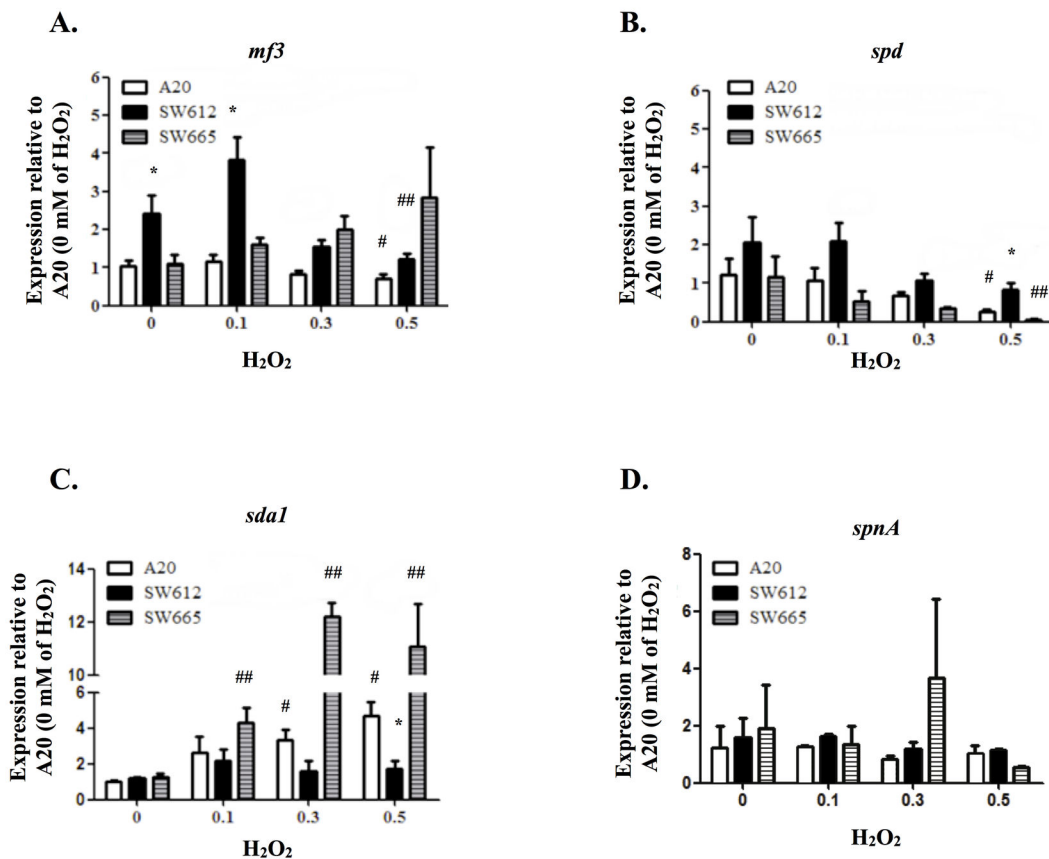 A.
mf3
6
5
4
3
2
1
0
A20
SW612
SW665
*
*
#
##
0 0.1 0.3 0.5
H₂O₂
Expression relative to
A20 (0 mM of H₂O₂)
B.
spd
6
5
4
3
2
1
0
A20
SW612
SW665
#
*
##
0 0.1 0.3 0.5
H₂O₂
Expression relative to
A20 (0 mM of H₂O₂)
C.
sda1
14
12
10
6
4
2
0
A20
SW612
SW665
##
#
##
#
*
##
0 0.1 0.3 0.5
H₂O₂
Expression relative to
A20 (0 mM of H₂O₂)
D.
spnA
8
6
4
2
0
A20
SW612
SW665
0 0.1 0.3 0.5
H₂O₂
Expression relative to
A20 (0 mM of H₂O₂)